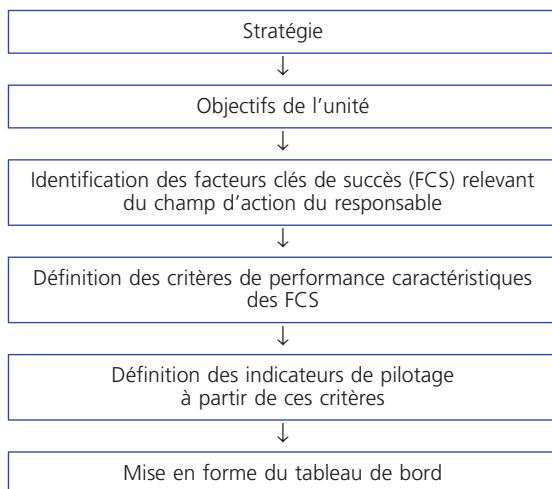 Stratégie
↓
Objectifs de l'unité
↓
Identification des facteurs clés de succès (FCS) relevant
du champ d'action du responsable
↓
Définition des critères de performance caractéristiques
des FCS
↓
Définition des indicateurs de pilotage
à partir de ces critères
↓
Mise en forme du tableau de bord